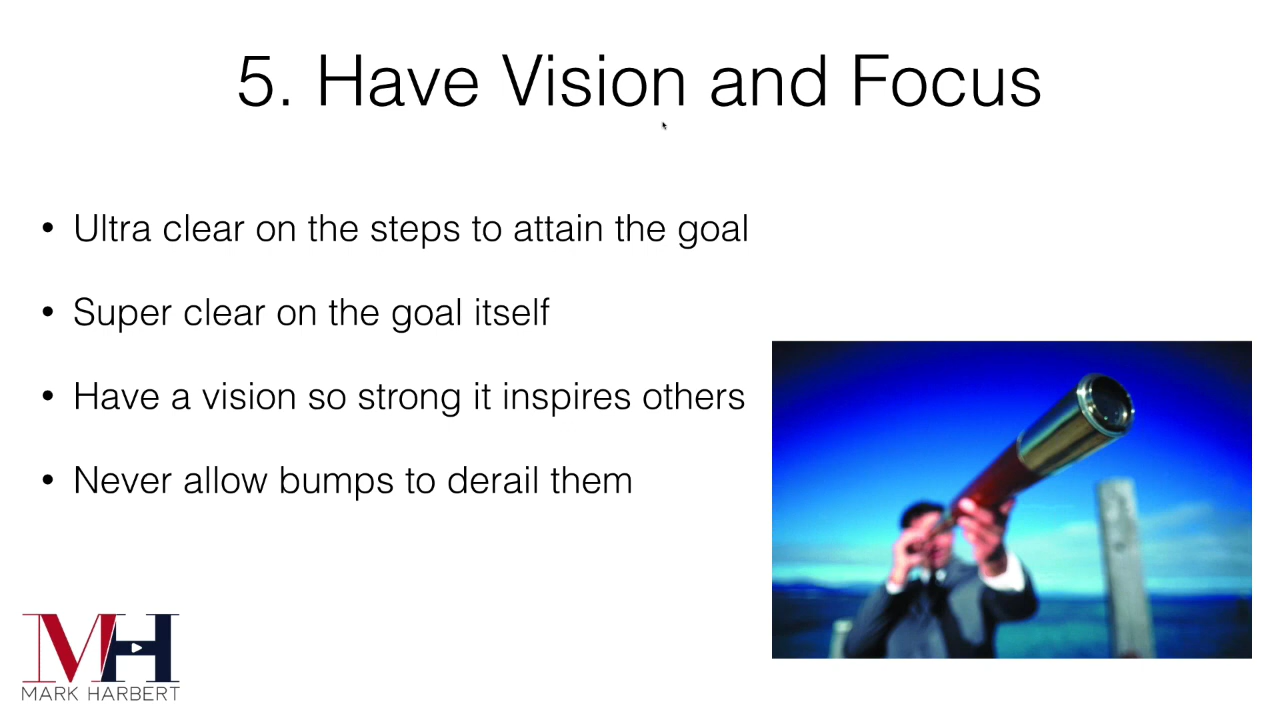 5. Have Vision and Focus
• Ultra clear on the steps to attain the goal
• Super clear on the goal itself
• Have a vision so strong it inspires others
• Never allow bumps to derail them
MH
MARK HARBERT